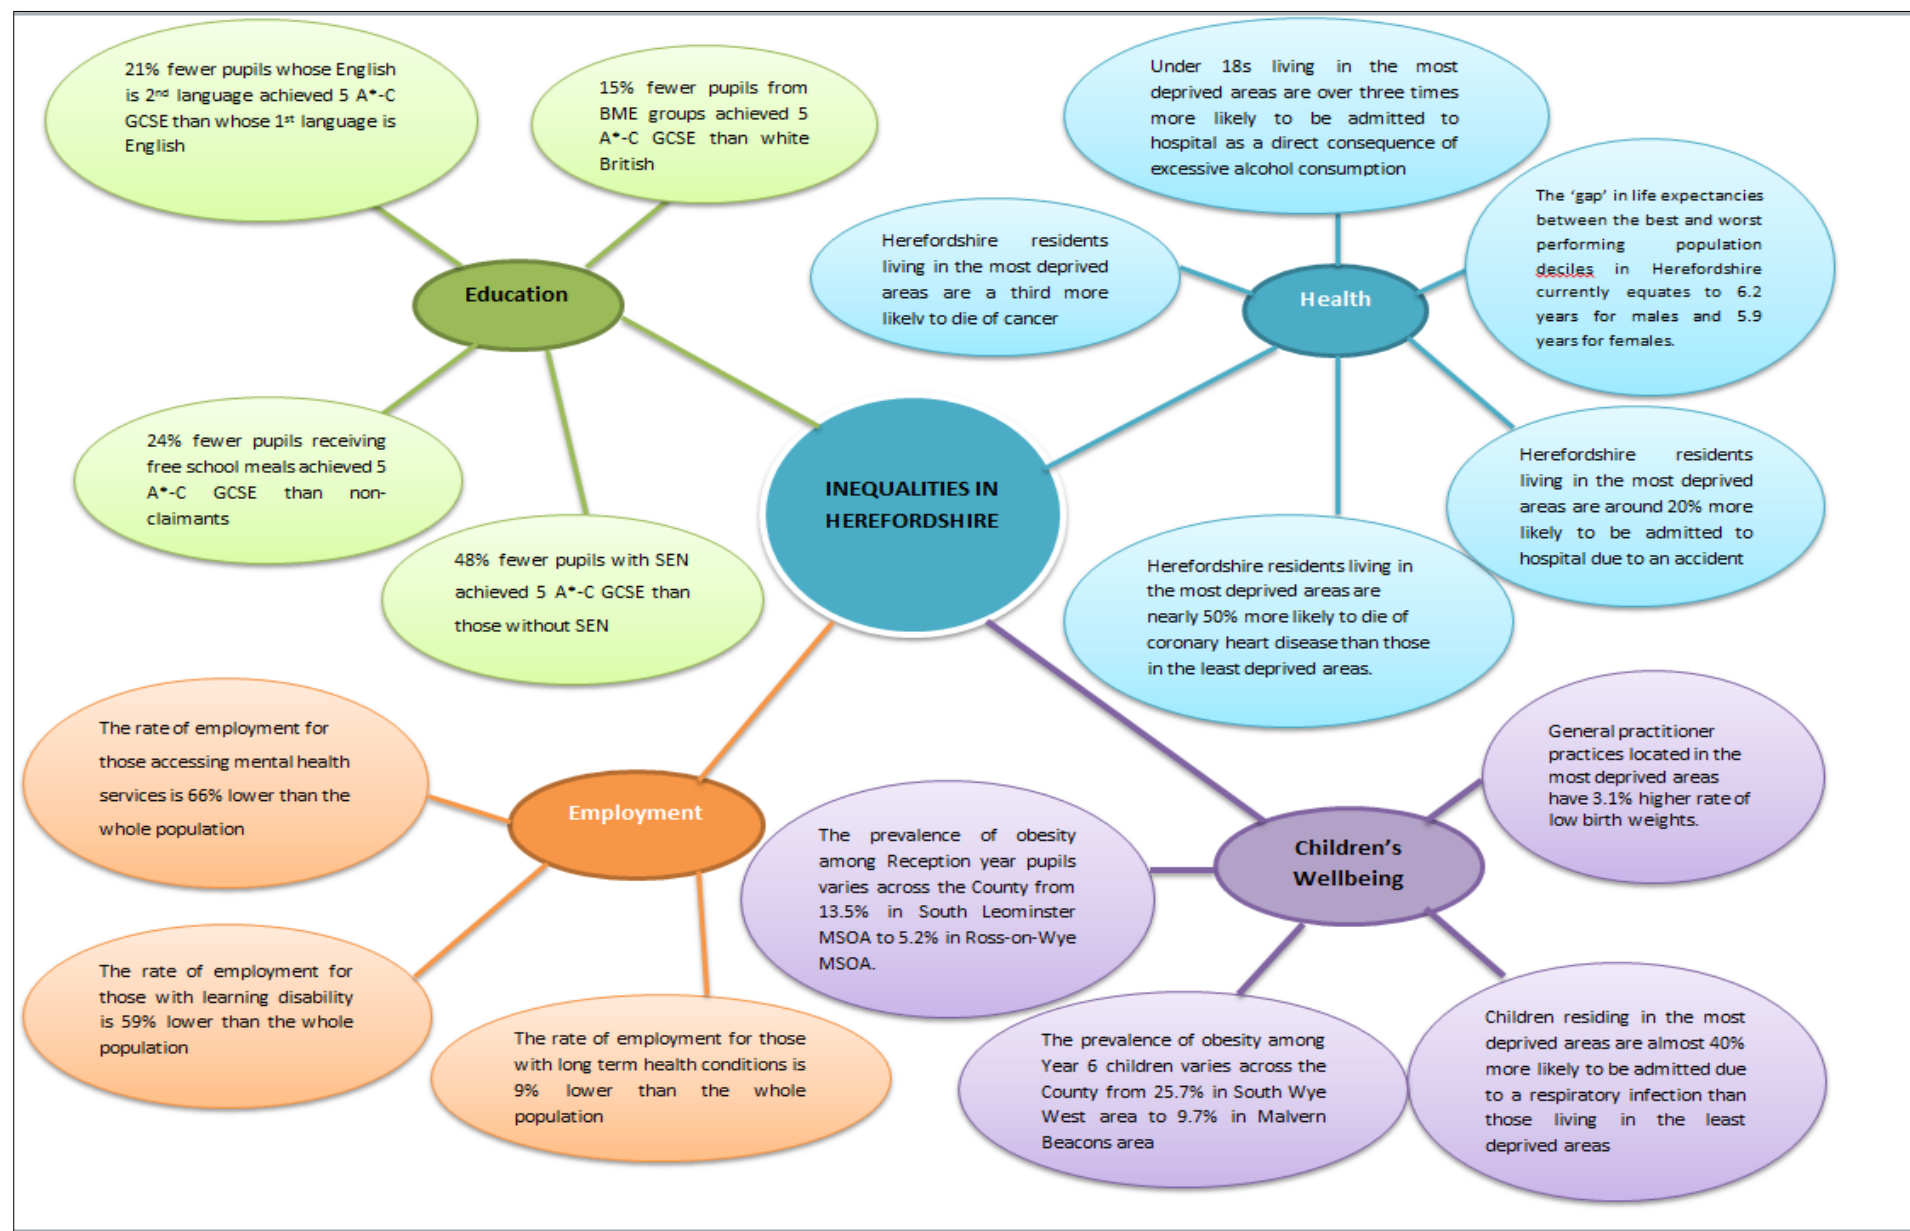 21% fewer pupils whose English
is 2nd language achieved 5 A*-C
GCSE than whose 1st language is
English
15% fewer pupils from
BME groups achieved 5
A*-C GCSE than white
British
Education
24% fewer pupils receiving
free school meals achieved 5
A*-C GCSE than non-
claimants
48% fewer pupils with SEN
achieved 5 A*-C GCSE than
those without SEN
Under 18s living in the most
deprived areas are over three times
more likely to be admitted to
hospital as a direct consequence of
excessive alcohol consumption
Herefordshire residents
living in the most deprived
areas are a third more
likely to die of cancer
Health
The ‘gap’ in life expectancies
between the best and worst
performing population
deciles in Herefordshire
currently equates to 6.2
years for males and 5.9
years for females.
Herefordshire residents
living in the most deprived
areas are around 20% more
likely to be admitted to
hospital due to an accident
Herefordshire residents living in
the most deprived areas are
nearly 50% more likely to die of
coronary heart disease than those
in the least deprived areas.
INEQUALITIES IN
HEREFORDSHIRE
The rate of employment for
those accessing mental health
services is 66% lower than the
whole population
Employment
The rate of employment for
those with learning disability
is 59% lower than the whole
population
The rate of employment for those
with long term health conditions is
9% lower than the whole
population
General practitioner
practices located in the
most deprived areas
have 3.1% higher rate of
low birth weights.
Children’s
Wellbeing
The prevalence of obesity
among Reception year pupils
varies across the County from
13.5% in South Leominster
MSOA to 5.2% in Ross-on-Wye
MSOA.
The prevalence of obesity among
Year 6 children varies across the
County from 25.7% in South Wye
West area to 9.7% in Malvern
Beacons area
Children residing in the most
deprived areas are almost 40%
more likely to be admitted due
to a respiratory infection than
those living in the least
deprived areas